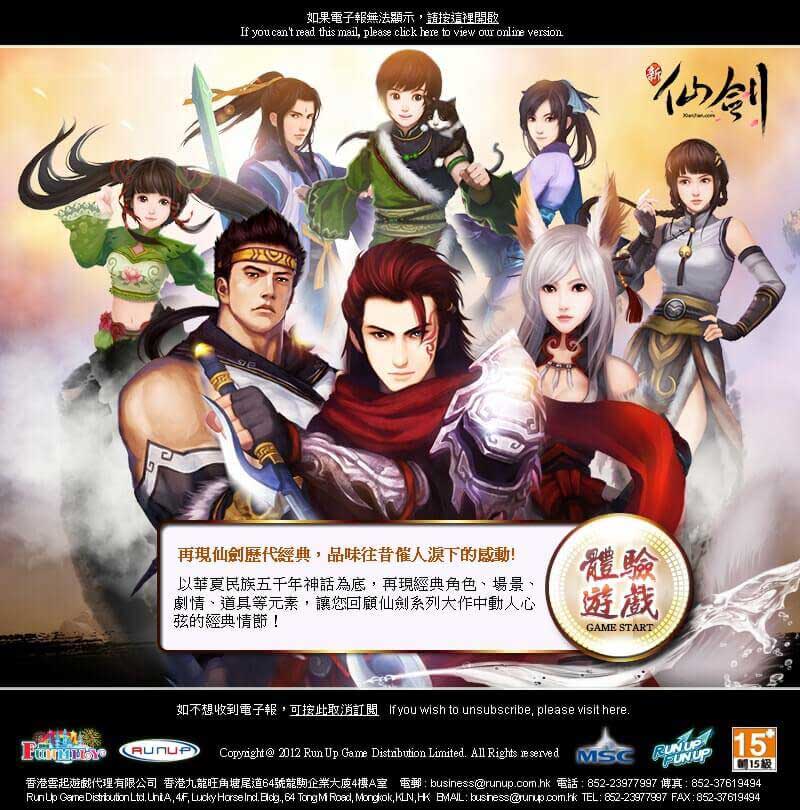 如果電子報無法顯示，請按這裡開啟
If you can't read this mail, please click here to view our online version.
新 仙劍
Xianjian.com
再現仙劍歷代經典，品味往昔催人淚下的感動!
以華夏民族五千年神話為底，再現經典角色、場景、
劇情、道具等元素，讓您回顧仙劍系列大作中動人心
弦的經典情節！
體驗
遊戲
GAME START
如不想收到電子報，可按此取消訂閱 If you wish to unsubscribe, please visit here.
FUNMILY RUNUP Copyright@ 2012 Run Up Game Distribution Limited. All Rights reserved MSC RUNUP PUNUP 15+
輔15級
香港雲起遊戲代理有限公司 香港九龍旺角塘尾道64號龍駒企業大廈4樓A室 電郵 : business@runup.com.hk 電話 : 852-23977997 傳真 : 852-37619494
Run Up Game Distribution Ltd. Unit A, 4/F, Lucky Horse Ind. Bldg., 64 Tong Mi Road, Mongkok, KLN, HK EMAIL : business@runup.com.hk TEL : 852-23977997 FAX : 852-37619494